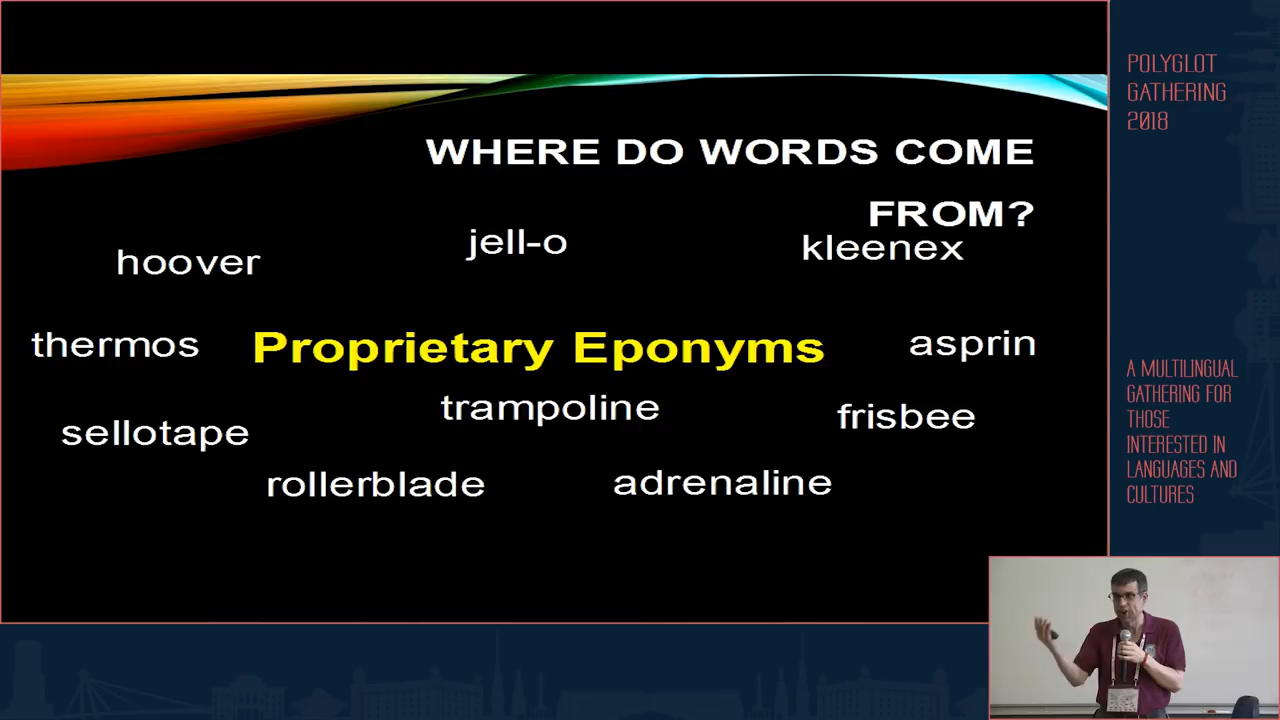 WHERE DO WORDS COME
FROM?
hoover
jell-o
kleenex
thermos
Proprietary Eponyms
asprin
sellotape
trampoline
frisbee
rollerblade
adrenaline
POLYGLOT
GATHERING
2018
A MULTILINGUAL
GATHERING FOR
THOSE
INTERESTED IN
LANGUAGES AND
CULTURES